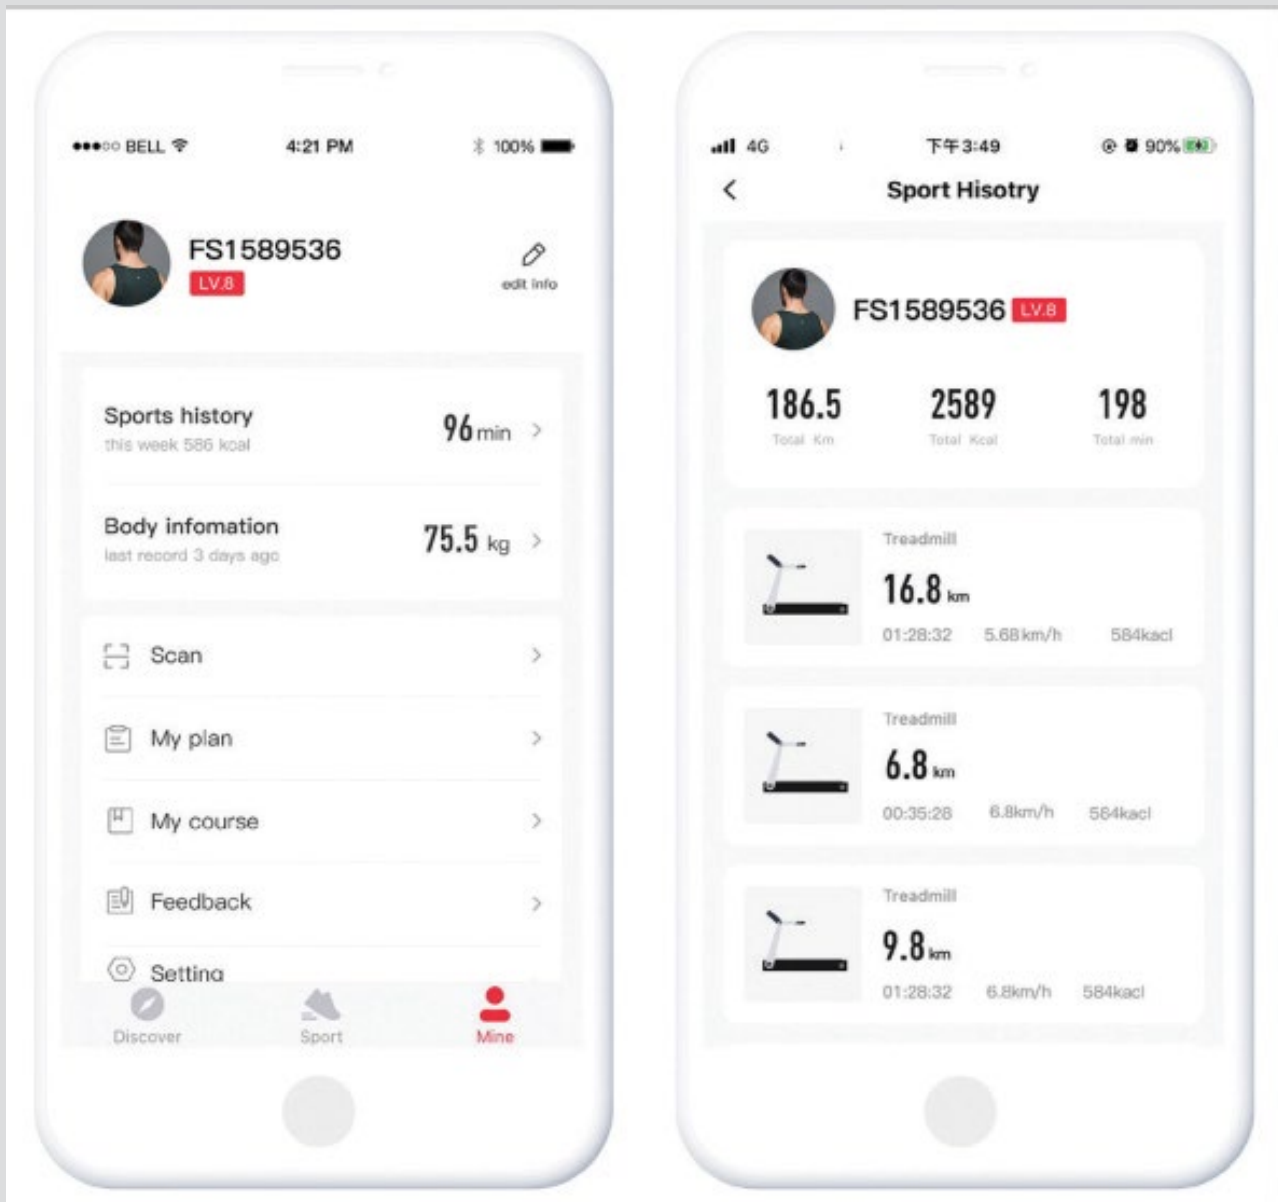 BELL 4:21 PM 100%
FS1589536
LV.8
edit info
Sports history
this week 586 kcal
96 min
Body infomation
last record 3 days ago
75.5 kg
Scan
My plan
My course
Feedback
Setting
Discover Sport Mine
4G 下午3:49 90%
Sport Hisotry
FS1589536 LV.8
186.5 2589 198
Total Km Total Kcal Total min
Treadmill
16.8 km
01:28:32 5.68km/h 584kacl
Treadmill
6.8 km
00:35:28 6.8km/h 584kacl
Treadmill
9.8 km
01:28:32 6.8km/h 584kacl